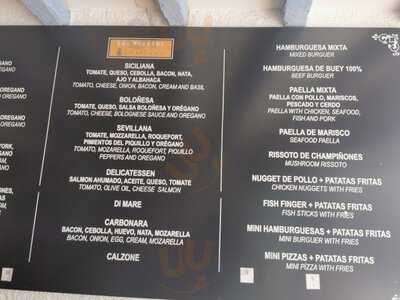 SICILIANA
TOMATE, QUESO, CEBOLLA, BACON, NATA,
AJO Y ALBAHACA
TOMATO, CHEESE, ONION, BACON, CREAM AND BASIL
BOLOÑESA
TOMATE, QUESO, SALSA BOLOÑESA Y ORÉGANO
TOMATO, CHEESE, BOLOGNESE SAUCE AND OREGANO
SEVILLANA
TOMATE, MOZZARELLA, ROQUEFORT,
PIMIENTOS DEL PIQUILLO Y ORÉGANO
TOMATO, MOZARELLA, ROQUEFORT, PIQUILLO
PEPPERS AND OREGANO
DELICATESSEN
SALMON AHUMADO, ACEITE, QUESO, TOMATE
TOMATO, OLIVE OIL, CHEESE SALMON
DI MARE
CARBONARA
BACON, CEBOLLA, HUEVO, NATA, MOZARELLA
BACON, ONION, EGG, CREAM, MOZARELLA
CALZONE
HAMBURGUESA MIXTA
MIXED BURGUER
HAMBURGUESA DE BUEY 100%
BEEF BURGUER
PAELLA MIXTA
PAELLA CON POLLO, MARISCOS,
PESCADO Y CERDO
PAELLA WITH CHICKEN, SEAFOOD,
FISH AND PORK
PAELLA DE MARISCO
SEAFOOD PAELLA
RISSOTO DE CHAMPIÑONES
MUSHROOM RISSOTO
NUGGET DE POLLO + PATATAS FRITAS
CHICKEN NUGGETS WITH FRIES
FISH FINGER + PATATAS FRITAS
FISH STICKS WITH FRIES
MINI HAMBURGUESAS + PATATAS FRITAS
MINI BURGUER WITH FRIES
MINI PIZZAS + PATATAS FRITAS
MINI PIZZA WITH FRIES